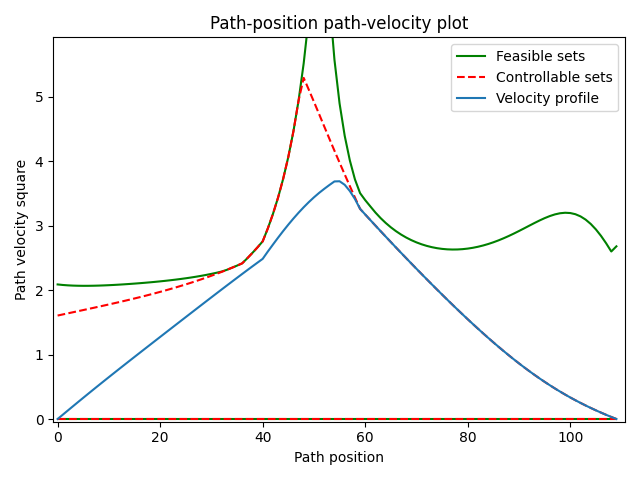 Path-position path-velocity plot
Feasible sets
Controllable sets
Velocity profile
Path velocity square
5
4
3
2
1
0
0 20 40 60 80 100
Path position